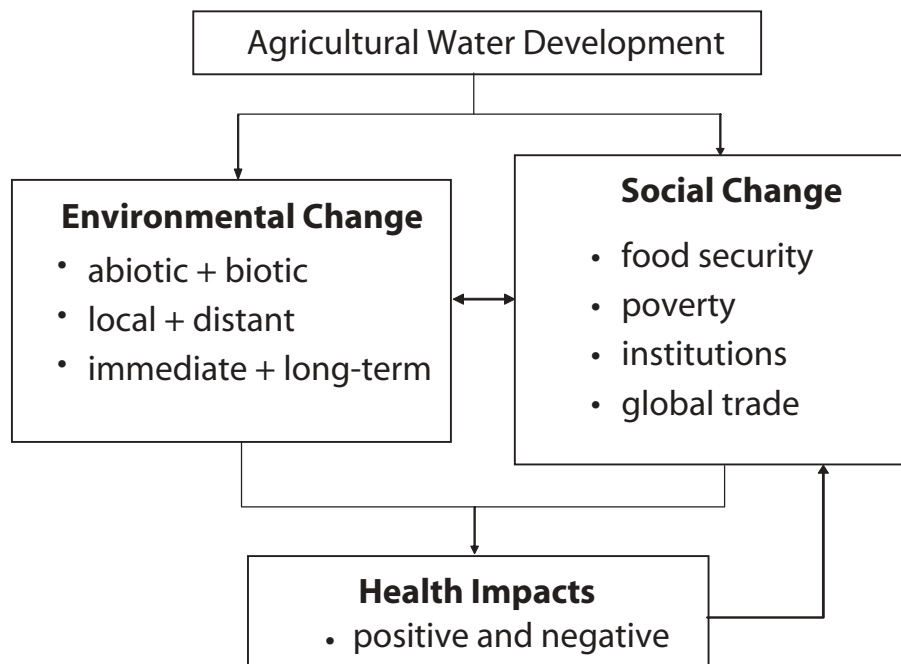 Agricultural Water Development
Environmental Change
• abiotic + biotic
• local + distant
• immediate + long-term
Social Change
• food security
• poverty
• institutions
• global trade
Health Impacts
• positive and negative